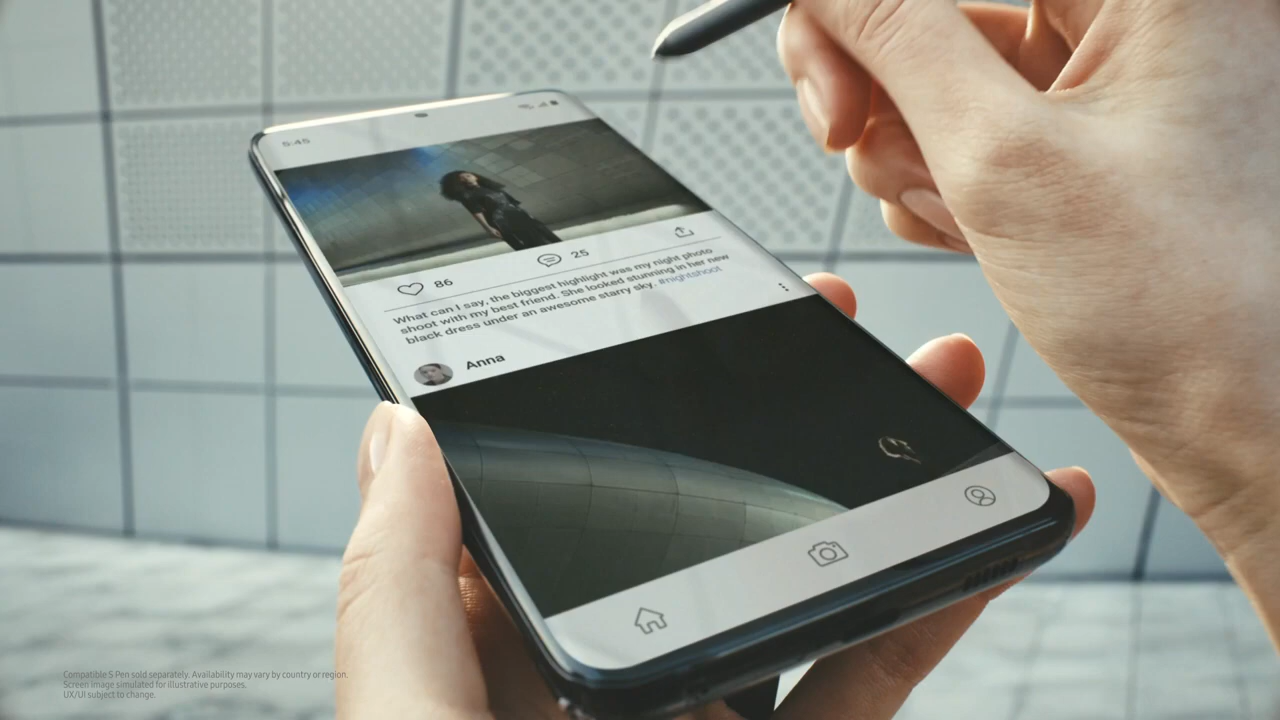 5:45
86
25
What can I say, the biggest highlight was my night photo
shoot with my best friend. She looked stunning in her new
black dress under an awesome starry sky. #nightshoot
Anna
Compatible S Pen sold separately. Availability may vary by country or region.
Screen image simulated for illustrative purposes.
UX/UI subject to change.